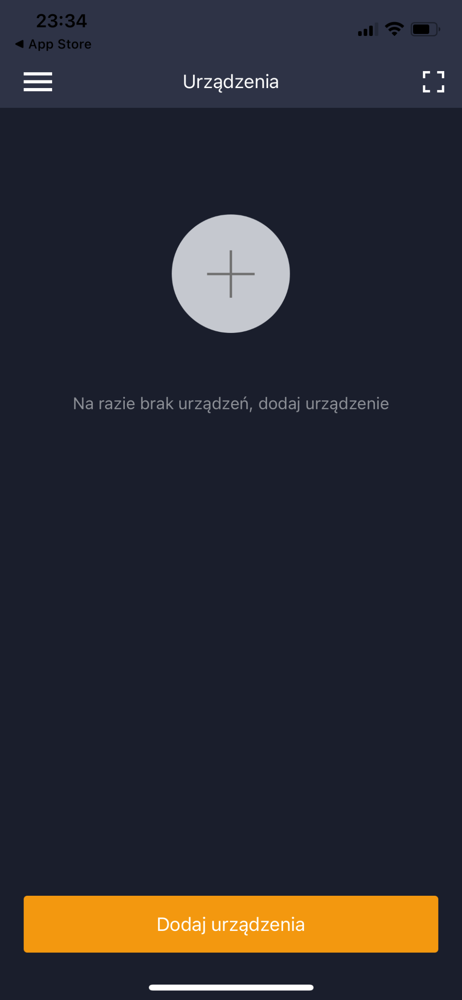 23:34
◀ App Store
Urządzenia
Na razie brak urządzeń, dodaj urządzenie
Dodaj urządzenia